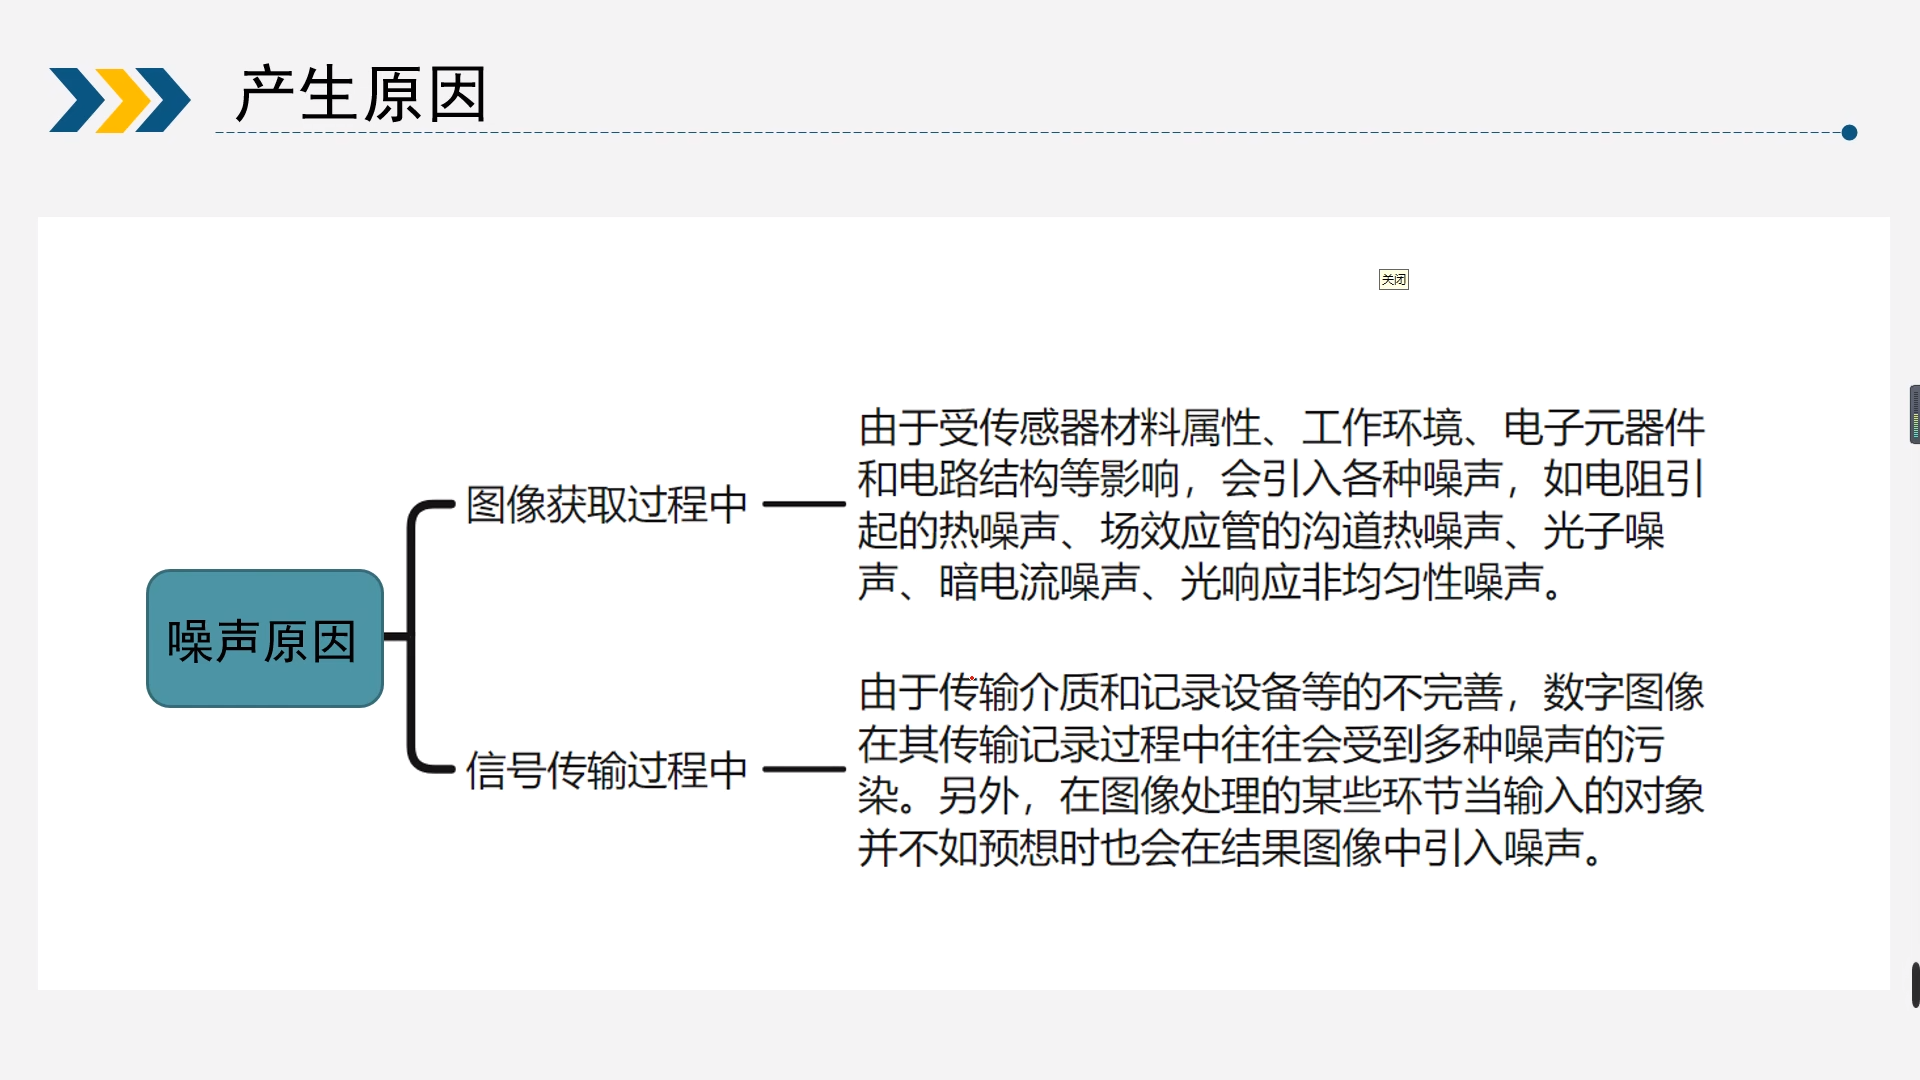 产生原因
关闭
由于受传感器材料属性、工作环境、电子元器件
和电路结构等影响，会引入各种噪声，如电阻引
起的热噪声、场效应管的沟道热噪声、光子噪
声、暗电流噪声、光响应非均匀性噪声。
图像获取过程中
噪声原因
信号传输过程中
由于传输介质和记录设备等的不完善，数字图像
在其传输记录过程中往往会受到多种噪声的污
染。另外，在图像处理的某些环节当输入的对象
并不如预想时也会在结果图像中引入噪声。